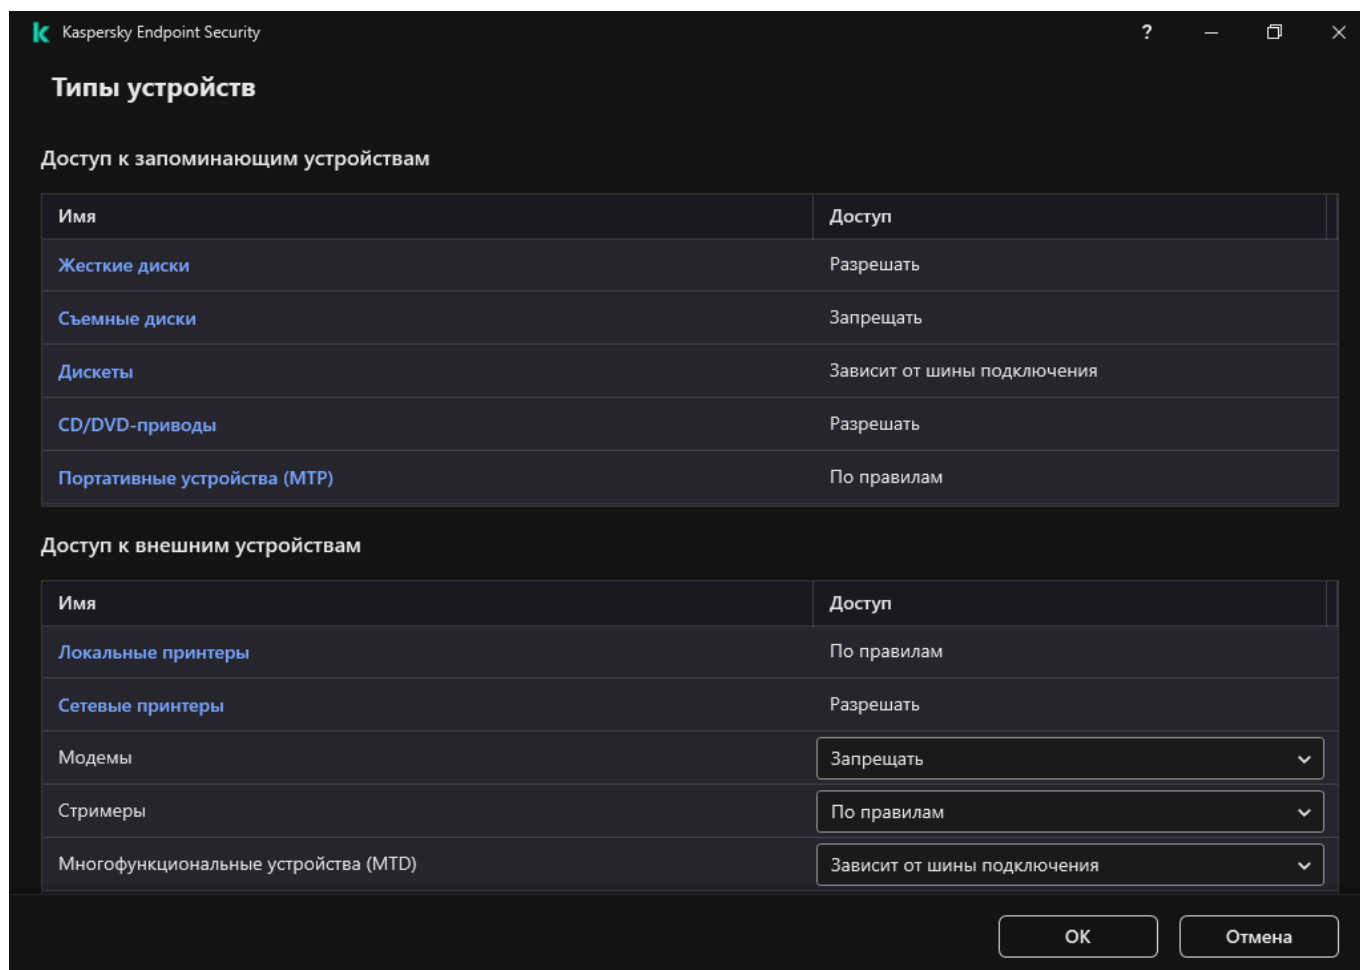 Kaspersky Endpoint Security ?
Типы устройств
Доступ к запоминающим устройствам
Имя Доступ
Жесткие диски Разрешать
Съемные диски Запрещать
Дискеты Зависит от шины подключения
CD/DVD-приводы Разрешать
Портативные устройства (MTP) По правилам
Доступ к внешним устройствам
Имя Доступ
Локальные принтеры По правилам
Сетевые принтеры Разрешать
Модемы Запрещать
Стримеры По правилам
Многофункциональные устройства (MTD) Зависит от шины подключения
ОК Отмена